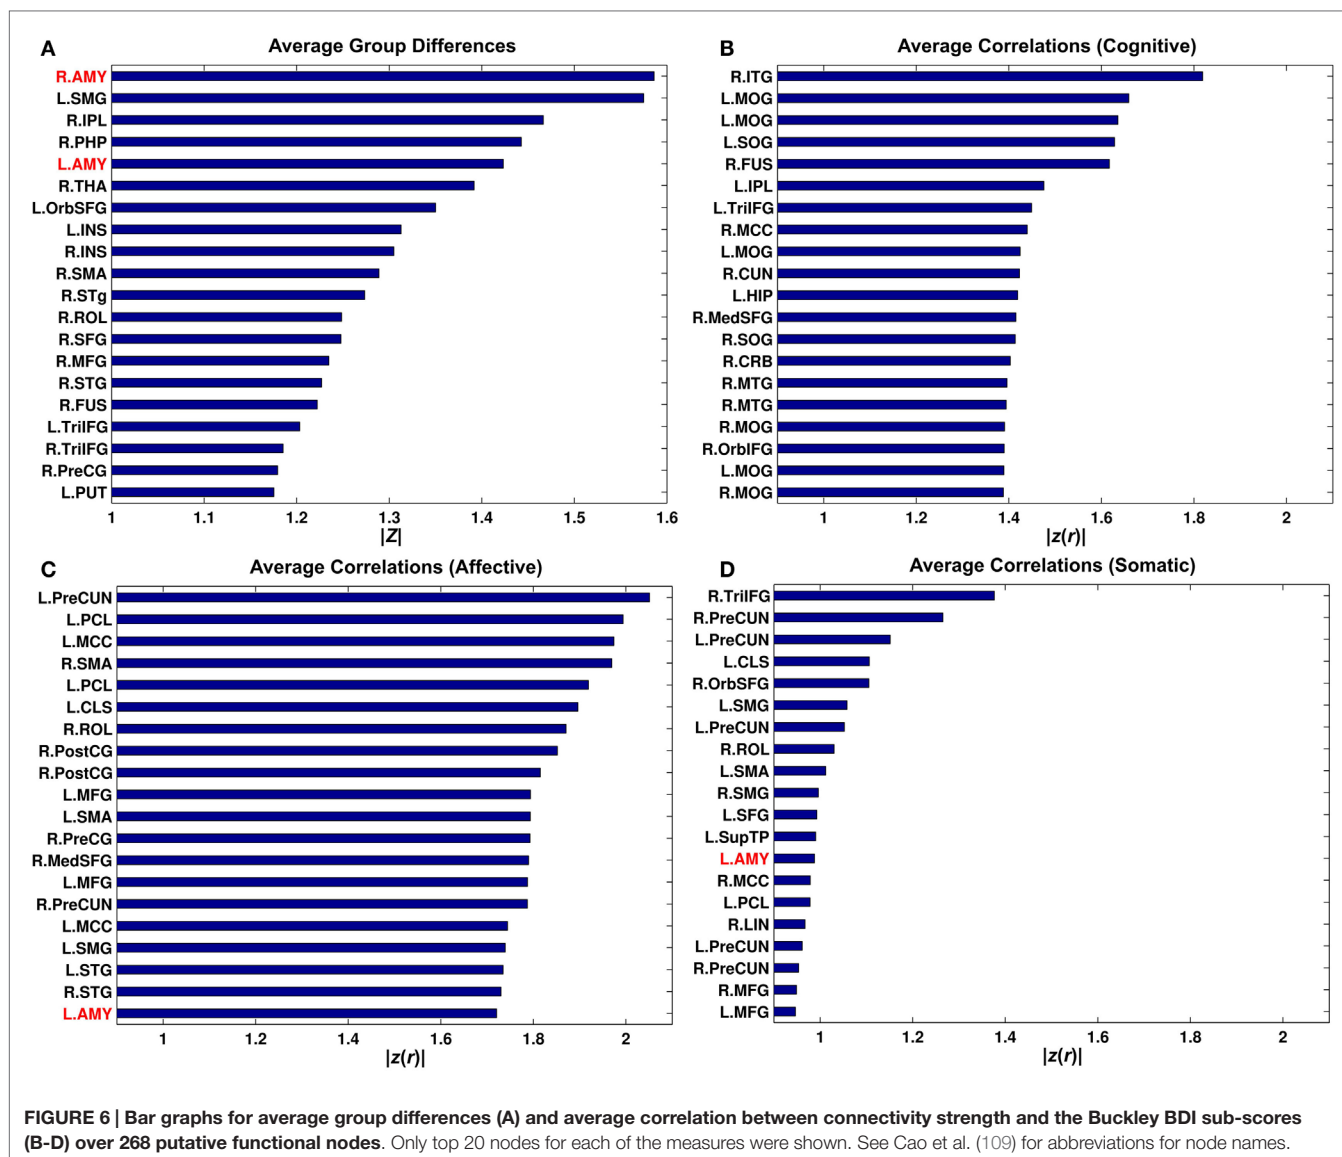 A
Average Group Differences
R.AMY
L.SMG
R.IPL
R.PHP
L.AMY
R.THA
L.OrbSFG
L.INS
R.INS
R.SMA
R.STg
R.ROL
R.SFG
R.MFG
R.STG
R.FUS
L.TriIFG
R.TriIFG
R.PreCG
L.PUT
1 1.1 1.2 1.3 1.4 1.5 1.6
|Z|
B
Average Correlations (Cognitive)
R.ITG
L.MOG
L.MOG
L.SOG
R.FUS
L.IPL
L.TriIFG
R.MCC
L.MOG
R.CUN
L.HIP
R.MedSFG
R.SOG
R.CRB
R.MTG
R.MTG
R.MOG
R.OrbIFG
L.MOG
R.MOG
1 1.2 1.4 1.6 1.8 2
|z(r)|
C
Average Correlations (Affective)
L.PreCUN
L.PCL
L.MCC
R.SMA
L.PCL
L.CLS
R.ROL
R.PostCG
R.PostCG
L.MFG
L.SMA
R.PreCG
R.MedSFG
L.MFG
R.PreCUN
L.MCC
L.SMG
L.STG
R.STG
L.AMY
1 1.2 1.4 1.6 1.8 2
|z(r)|
D
Average Correlations (Somatic)
R.TriIFG
R.PreCUN
L.PreCUN
L.CLS
R.OrbSFG
L.SMG
L.PreCUN
R.ROL
L.SMA
R.SMG
L.SFG
L.SupTP
L.AMY
R.MCC
L.PCL
R.LIN
L.PreCUN
R.PreCUN
R.MFG
L.MFG
1 1.2 1.4 1.6 1.8 2
|z(r)|
FIGURE 6 | Bar graphs for average group differences (A) and average correlation between connectivity strength and the Buckley BDI sub-scores
(B-D) over 268 putative functional nodes. Only top 20 nodes for each of the measures were shown. See Cao et al. (109) for abbreviations for node names.